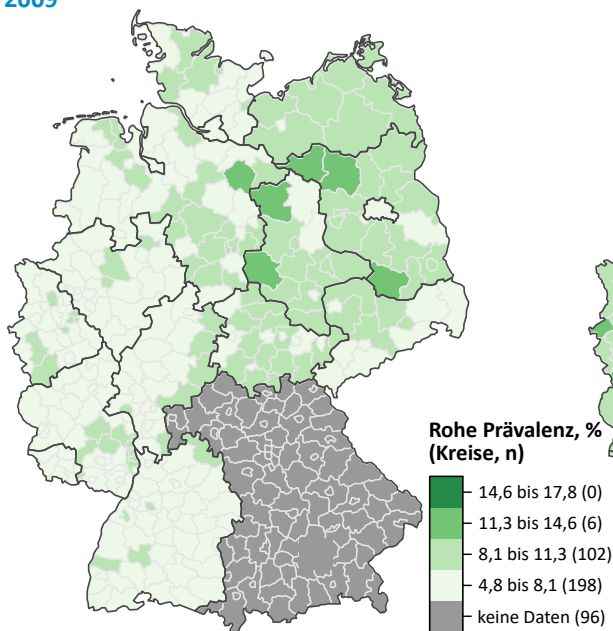 2009
Rohe Prävalenz, %
(Kreise, n)
14,6 bis 17,8 (0)
11,3 bis 14,6 (6)
8,1 bis 11,3 (102)
4,8 bis 8,1 (198)
keine Daten (96)